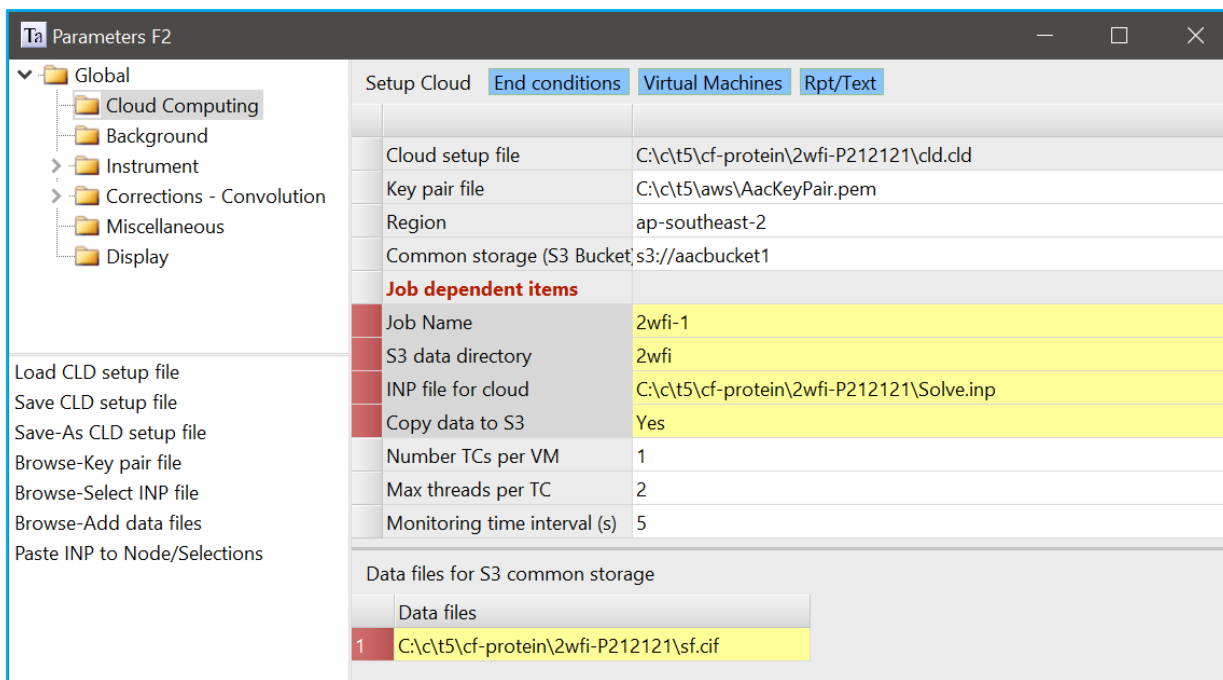 Ta Parameters F2
Global
Cloud Computing
Background
Instrument
Corrections - Convolution
Miscellaneous
Display
Load CLD setup file
Save CLD setup file
Save-As CLD setup file
Browse-Key pair file
Browse-Select INP file
Browse-Add data files
Paste INP to Node/Selections
Setup Cloud End conditions Virtual Machines Rpt/Text
Cloud setup file C:\c\t5\cf-protein\2wfi-P212121\cld.cld
Key pair file C:\c\t5\aws\AacKeyPair.pem
Region ap-southeast-2
Common storage (S3 Bucket) s3://aacbucket1
Job dependent items
Job Name 2wfi-1
S3 data directory 2wfi
INP file for cloud C:\c\t5\cf-protein\2wfi-P212121\Solve.inp
Copy data to S3 Yes
Number TCs per VM 1
Max threads per TC 2
Monitoring time interval (s) 5
Data files for S3 common storage
Data files
1 C:\c\t5\cf-protein\2wfi-P212121\sf.cif